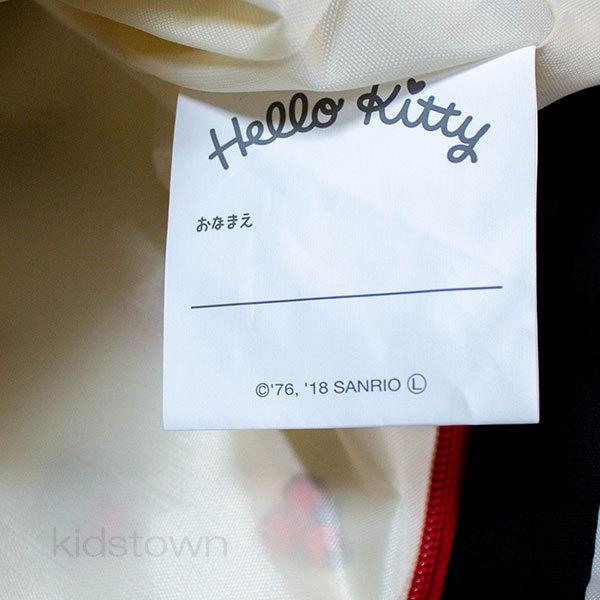 Hello Kitty
おなまえ
©'76, '18 SANRIO Ⓛ
kidstown